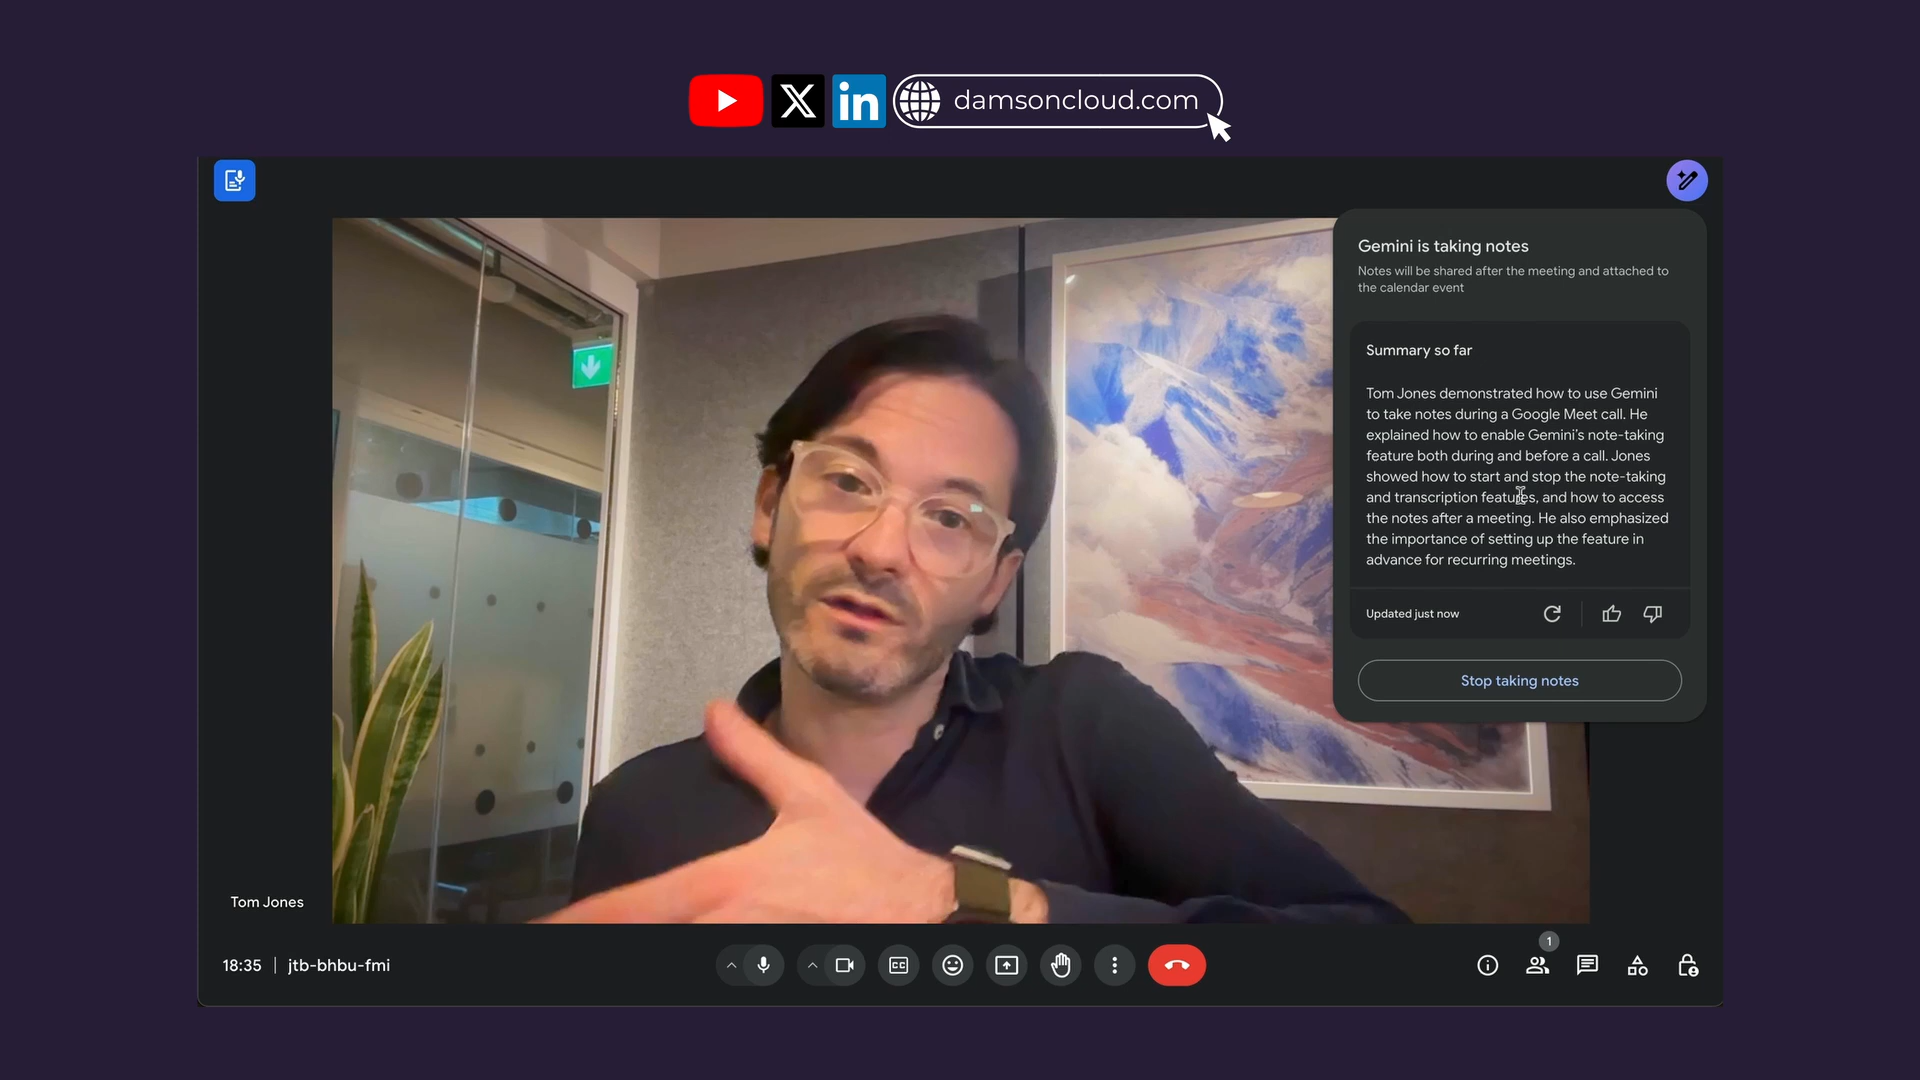 damsoncloud.com
Gemini is taking notes
Notes will be shared after the meeting and attached to
the calendar event
Summary so far
Tom Jones demonstrated how to use Gemini
to take notes during a Google Meet call. He
explained how to enable Gemini's note-taking
feature both during and before a call. Jones
showed how to start and stop the note-taking
and transcription features, and how to access
the notes after a meeting. He also emphasized
the importance of setting up the feature in
advance for recurring meetings.
Updated just now
Stop taking notes
Tom Jones
18:35 | jtb-bhbu-fmi
CC
1